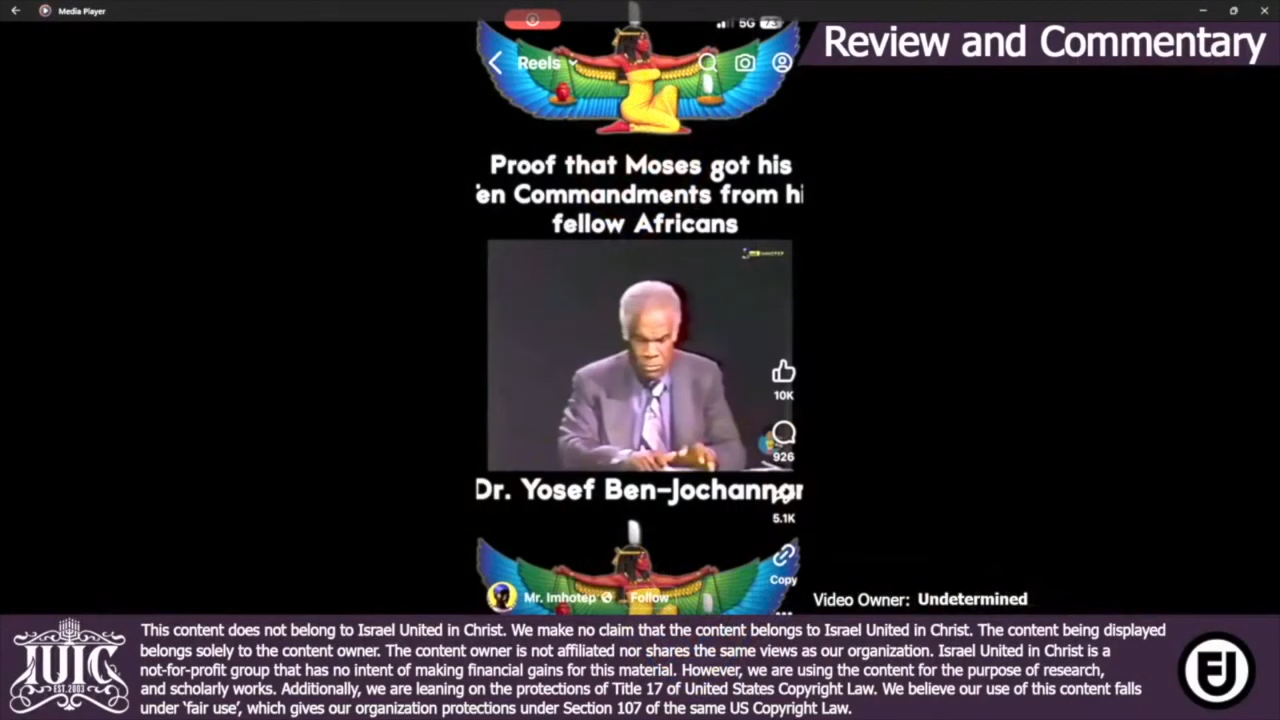 Media Player
Review and Commentary
5G 73
Reels
Proof that Moses got his
en Commandments from hi
fellow Africans
IMHOTEP
10K
926
Dr. Yosef Ben-Jochannan
5.1K
Copy
Mr. Imhotep Follow
Video Owner: Undetermined
This content does not belong to Israel United in Christ. We make no claim that the content belongs to Israel United in Christ. The content being displayed
belongs solely to the content owner. The content owner is not affiliated nor shares the same views as our organization. Israel United in Christ is a
not-for-profit group that has no intent of making financial gains for this material. However, we are using the content for the purpose of research,
and scholarly works. Additionally, we are leaning on the protections of Title 17 of United States Copyright Law. We believe our use of this content falls
under 'fair use', which gives our organization protections under Section 107 of the same US Copyright Law.
IUIC
EST. 2003